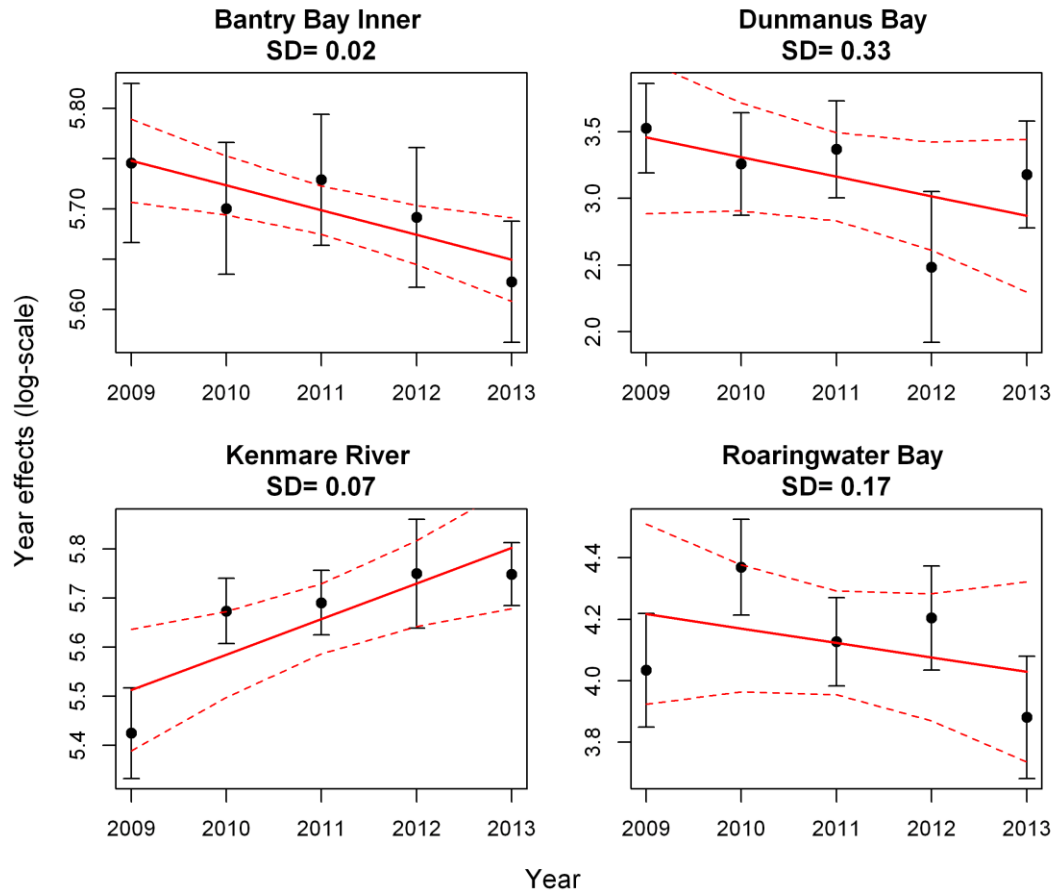 Bantry Bay Inner
SD= 0.02
Dunmanus Bay
SD= 0.33
5.80
5.70
5.60
3.5
3.0
2.5
2.0
2009 2010 2011 2012 2013
2009 2010 2011 2012 2013
Year effects (log-scale)
Kenmare River
SD= 0.07
Roaringwater Bay
SD= 0.17
5.8
5.7
5.6
5.5
5.4
4.4
4.2
4.0
3.8
2009 2010 2011 2012 2013
2009 2010 2011 2012 2013
Year